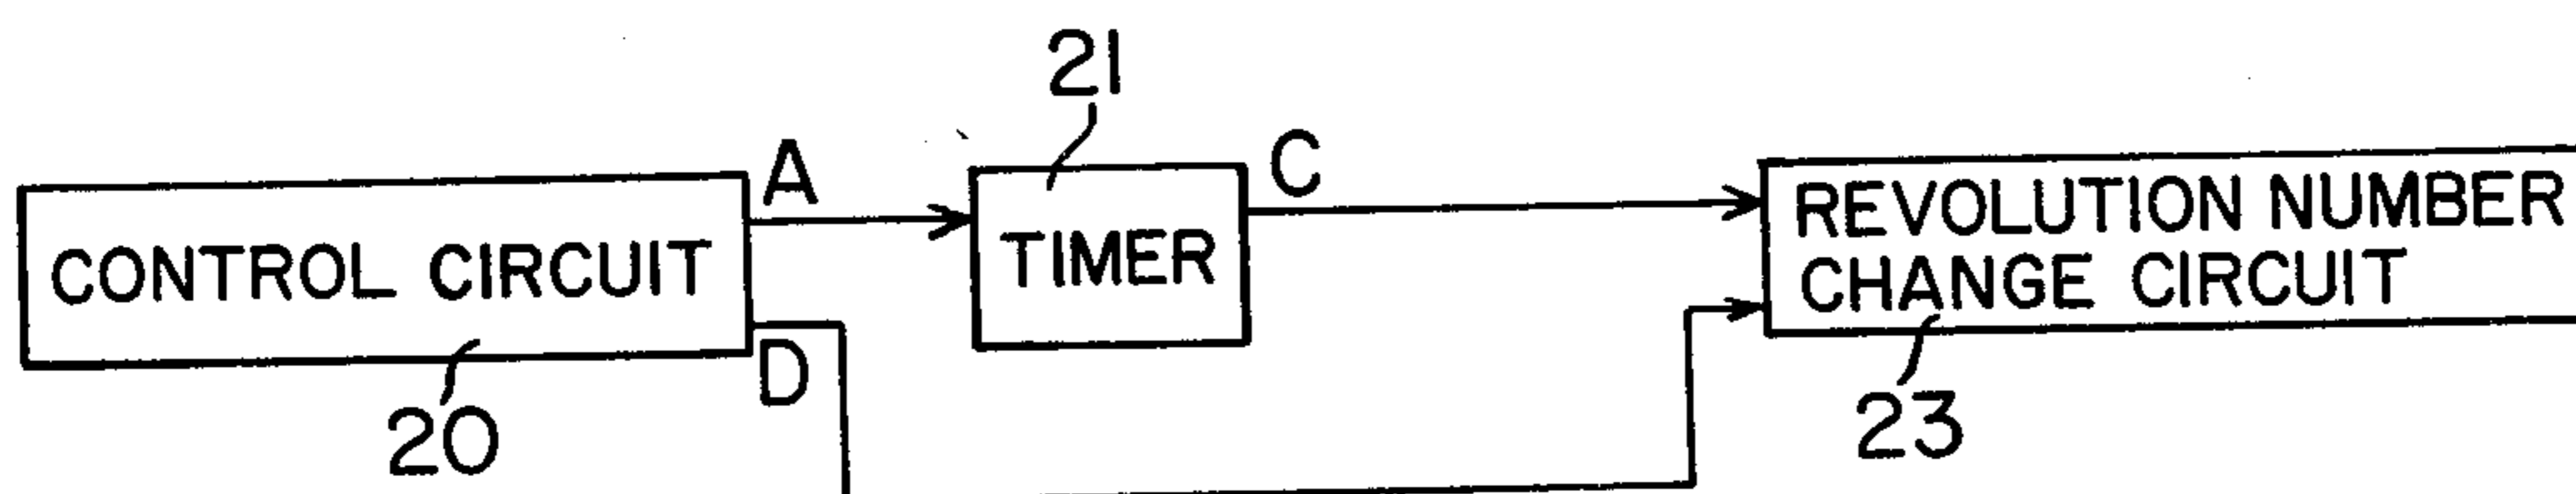 21
A
C
CONTROL CIRCUIT
TIMER
REVOLUTION NUMBER
CHANGE CIRCUIT
D
20
23